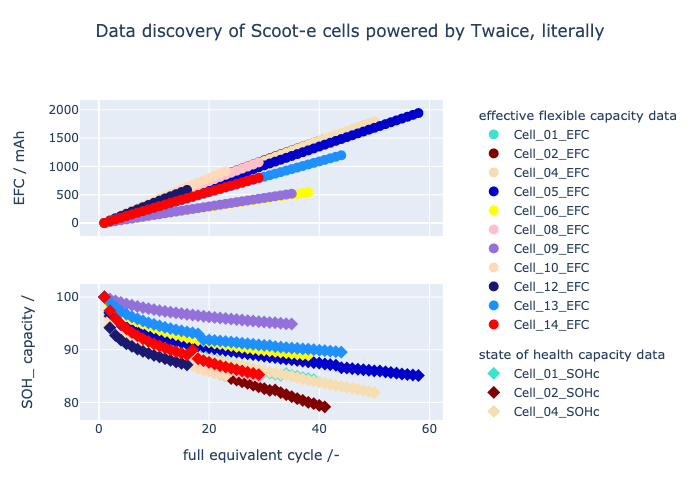 Data discovery of Scoot-e cells powered by Twaice, literally
EFC / mAh
2000
1500
1000
500
0
SOH_ capacity /
100
90
80
0
20
40
60
full equivalent cycle /-
effective flexible capacity data
Cell_01_EFC
Cell_02_EFC
Cell_04_EFC
Cell_05_EFC
Cell_06_EFC
Cell_08_EFC
Cell_09_EFC
Cell_10_EFC
Cell_12_EFC
Cell_13_EFC
Cell_14_EFC
state of health capacity data
Cell_01_SOHc
Cell_02_SOHc
Cell_04_SOHc